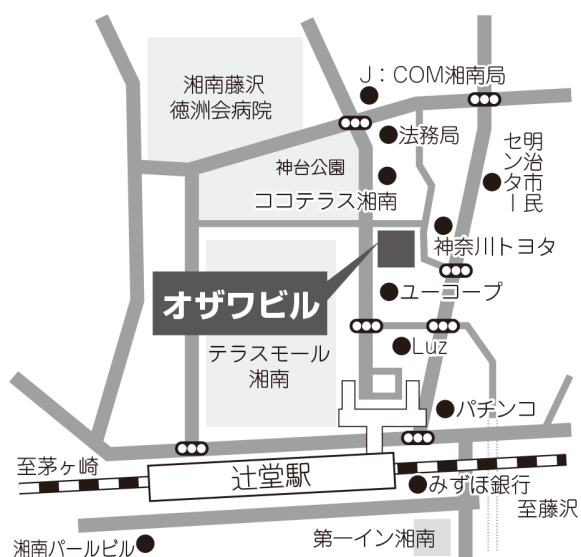 J：COM湘南局
湘南藤沢
徳洲会病院
法務局
明治市民
センター
神台公園
ココテラス湘南
神奈川トヨタ
オザワビル
ユーコープ
Luz
テラスモール
湘南
パチンコ
至茅ヶ崎
辻堂駅
みずほ銀行
至藤沢
湘南パールビル
第一イン湘南